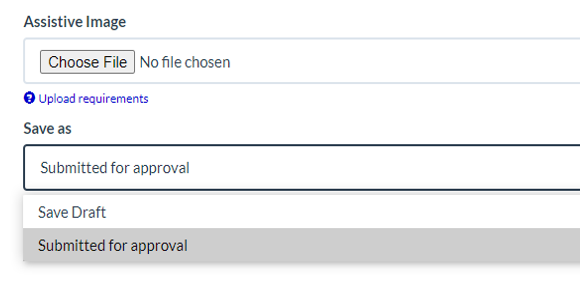 Assistive Image
Choose File No file chosen
? Upload requirements
Save as
Submitted for approval
Save Draft
Submitted for approval